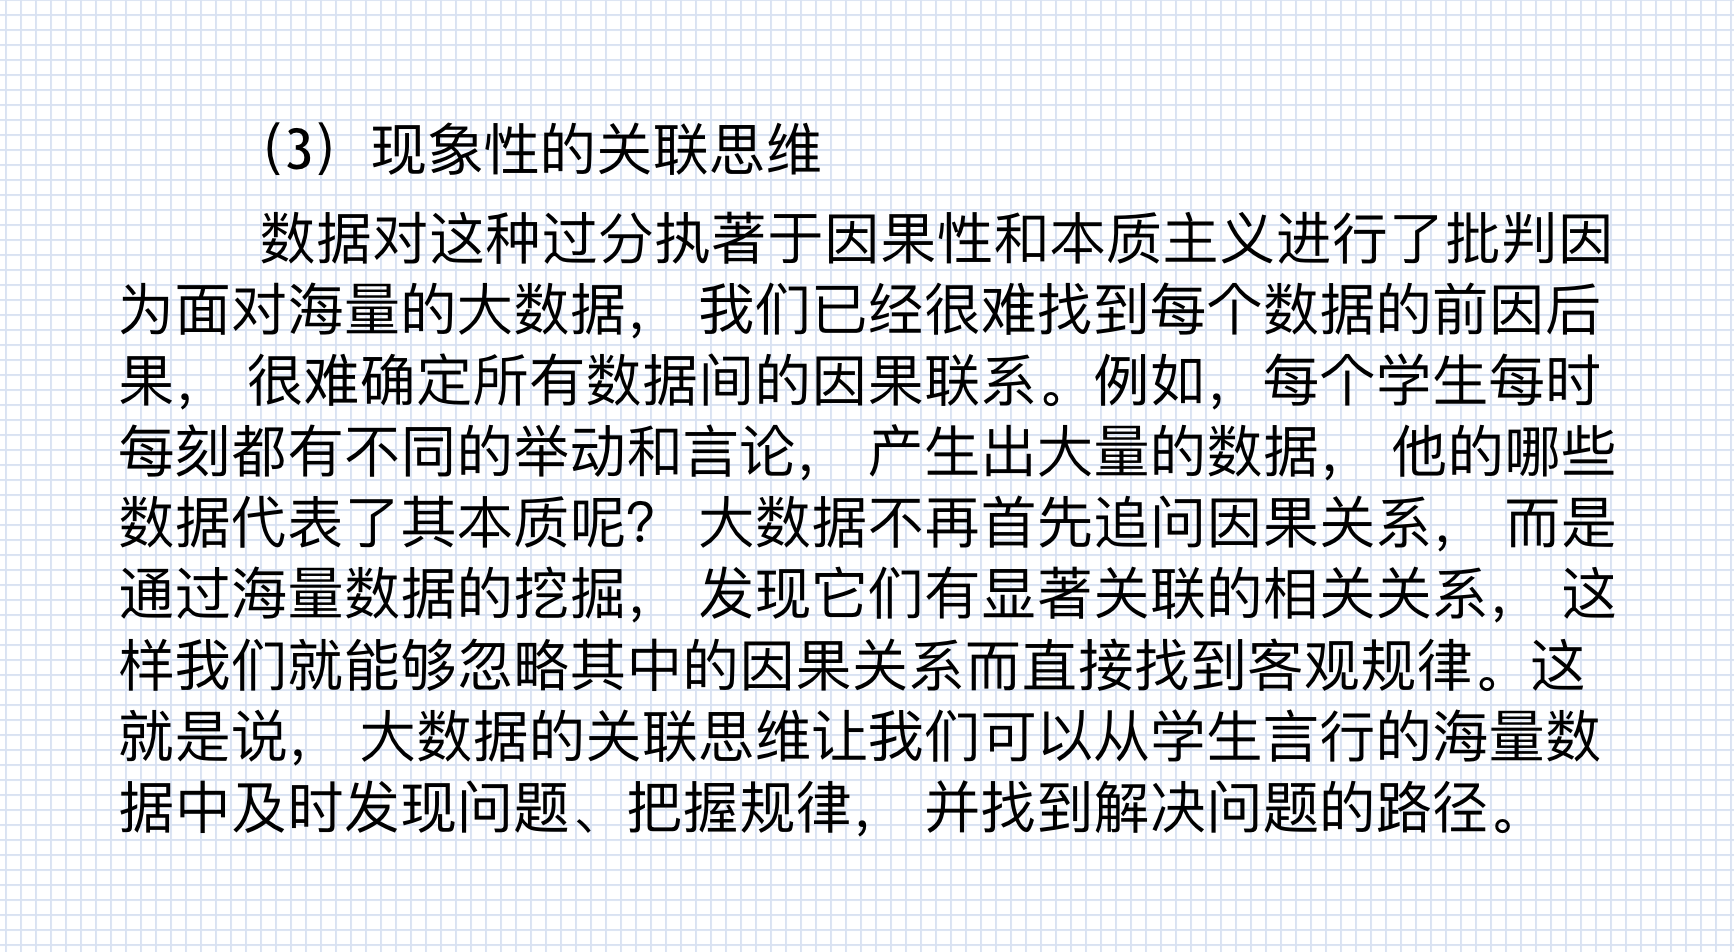 （3）现象性的关联思维
数据对这种过分执著于因果性和本质主义进行了批判因
为面对海量的大数据， 我们已经很难找到每个数据的前因后
果， 很难确定所有数据间的因果联系。例如，每个学生每时
每刻都有不同的举动和言论， 产生出大量的数据， 他的哪些
数据代表了其本质呢？ 大数据不再首先追问因果关系， 而是
通过海量数据的挖掘， 发现它们有显著关联的相关关系， 这
样我们就能够忽略其中的因果关系而直接找到客观规律。这
就是说， 大数据的关联思维让我们可以从学生言行的海量数
据中及时发现问题、把握规律， 并找到解决问题的路径。